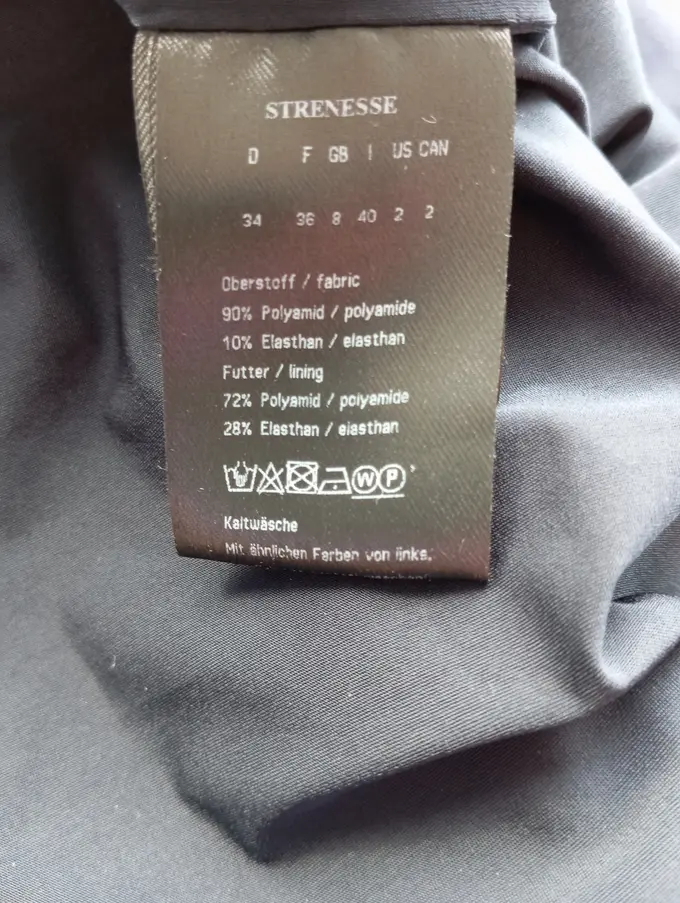 STRENESSE
D F GB I US CAN
34 36 8 40 2 2
Oberstoff / fabric
90% Polyamid / polyamide
10% Elasthan / elasthan
Futter / lining
72% Polyamid / polyamide
28% Elasthan / elasthan
W P
Kaltwäsche
Mit ähnlichen Farben von links,